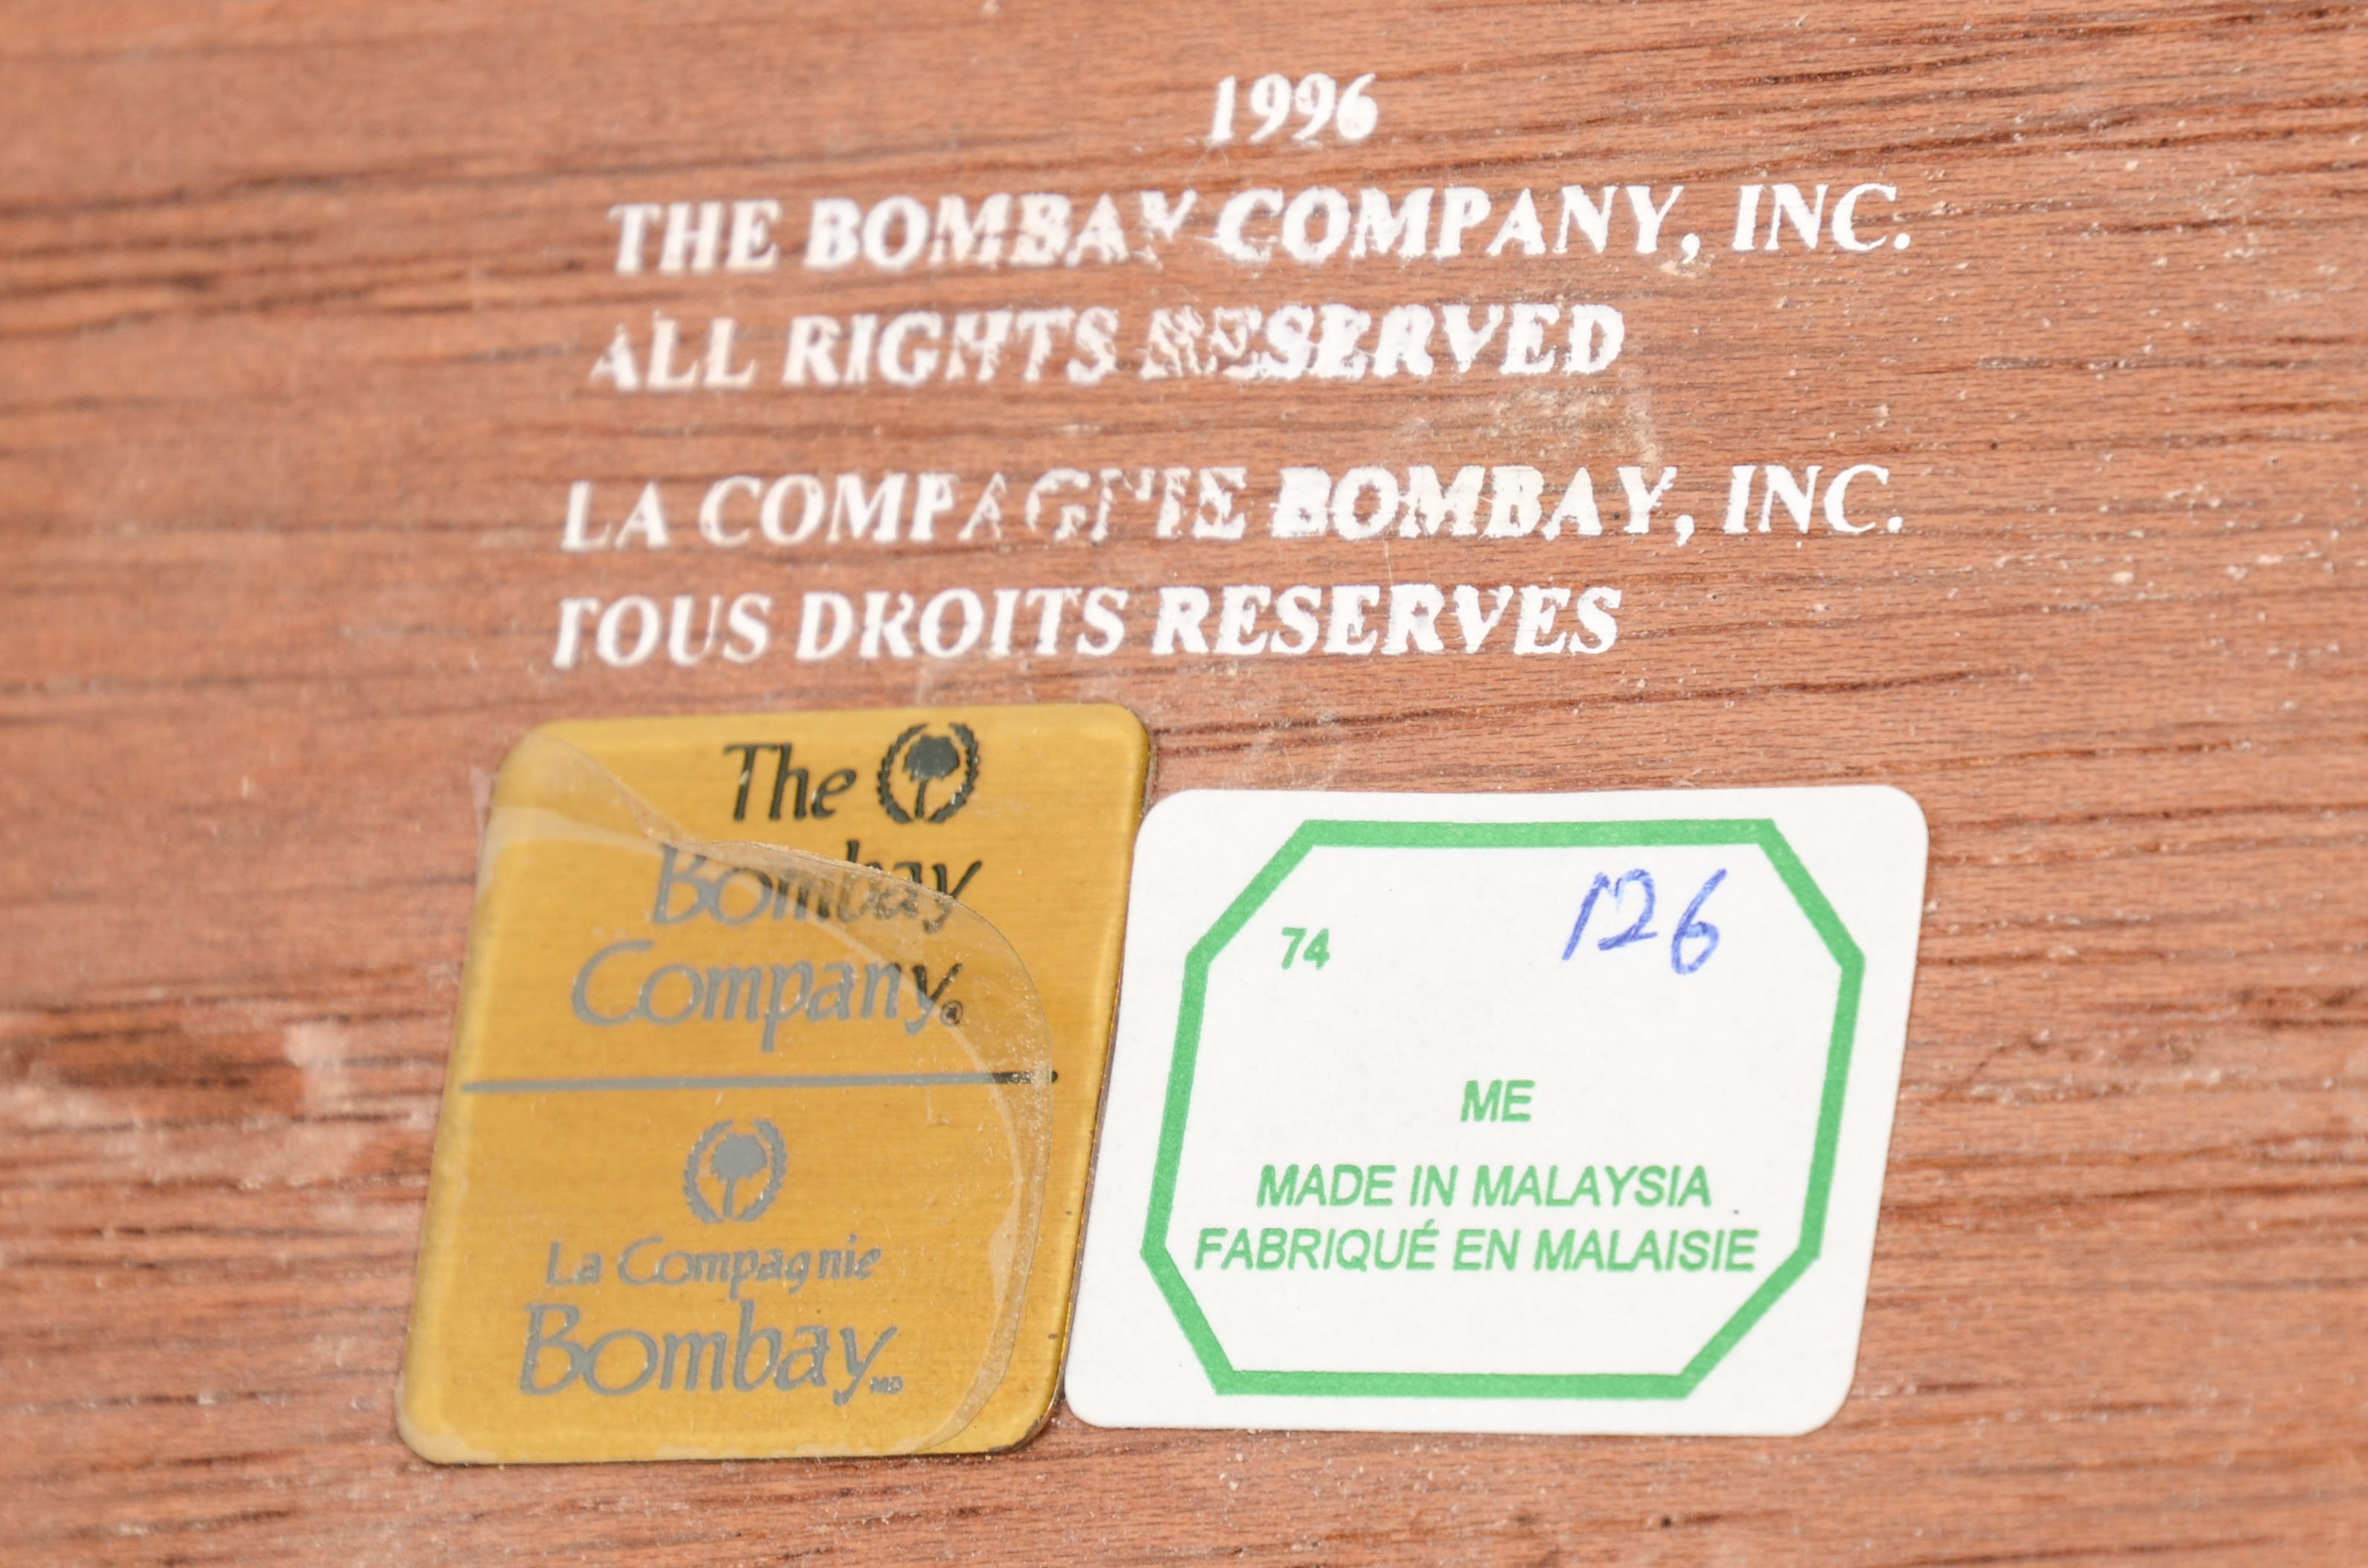 1996
THE BOMBAY COMPANY, INC.
ALL RIGHTS RESERVED
LA COMPAGNIE BOMBAY, INC.
TOUS DROITS RESERVES
The
Bombay
Company®
La Compagnie
Bombay MD
74 126
ME
MADE IN MALAYSIA
FABRIQUÉ EN MALAISIE